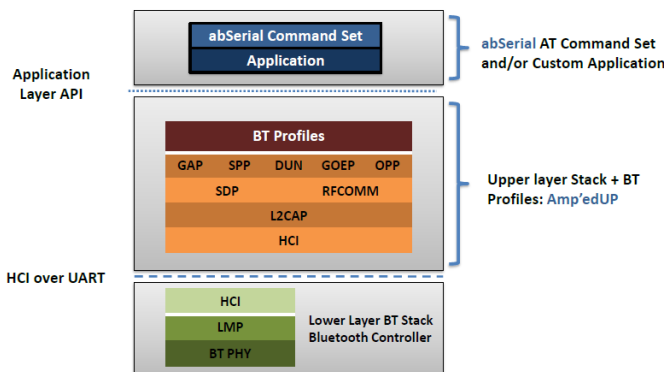 abSerial Command Set
Application
abSerial AT Command Set
and/or Custom Application
Application
Layer API
BT Profiles
GAP SPP DUN GOEP OPP
SDP RFCOMM
L2CAP
HCI
Upper layer Stack + BT
Profiles: Amp'edUP
HCI over UART
HCI
LMP
BT PHY
Lower Layer BT Stack
Bluetooth Controller